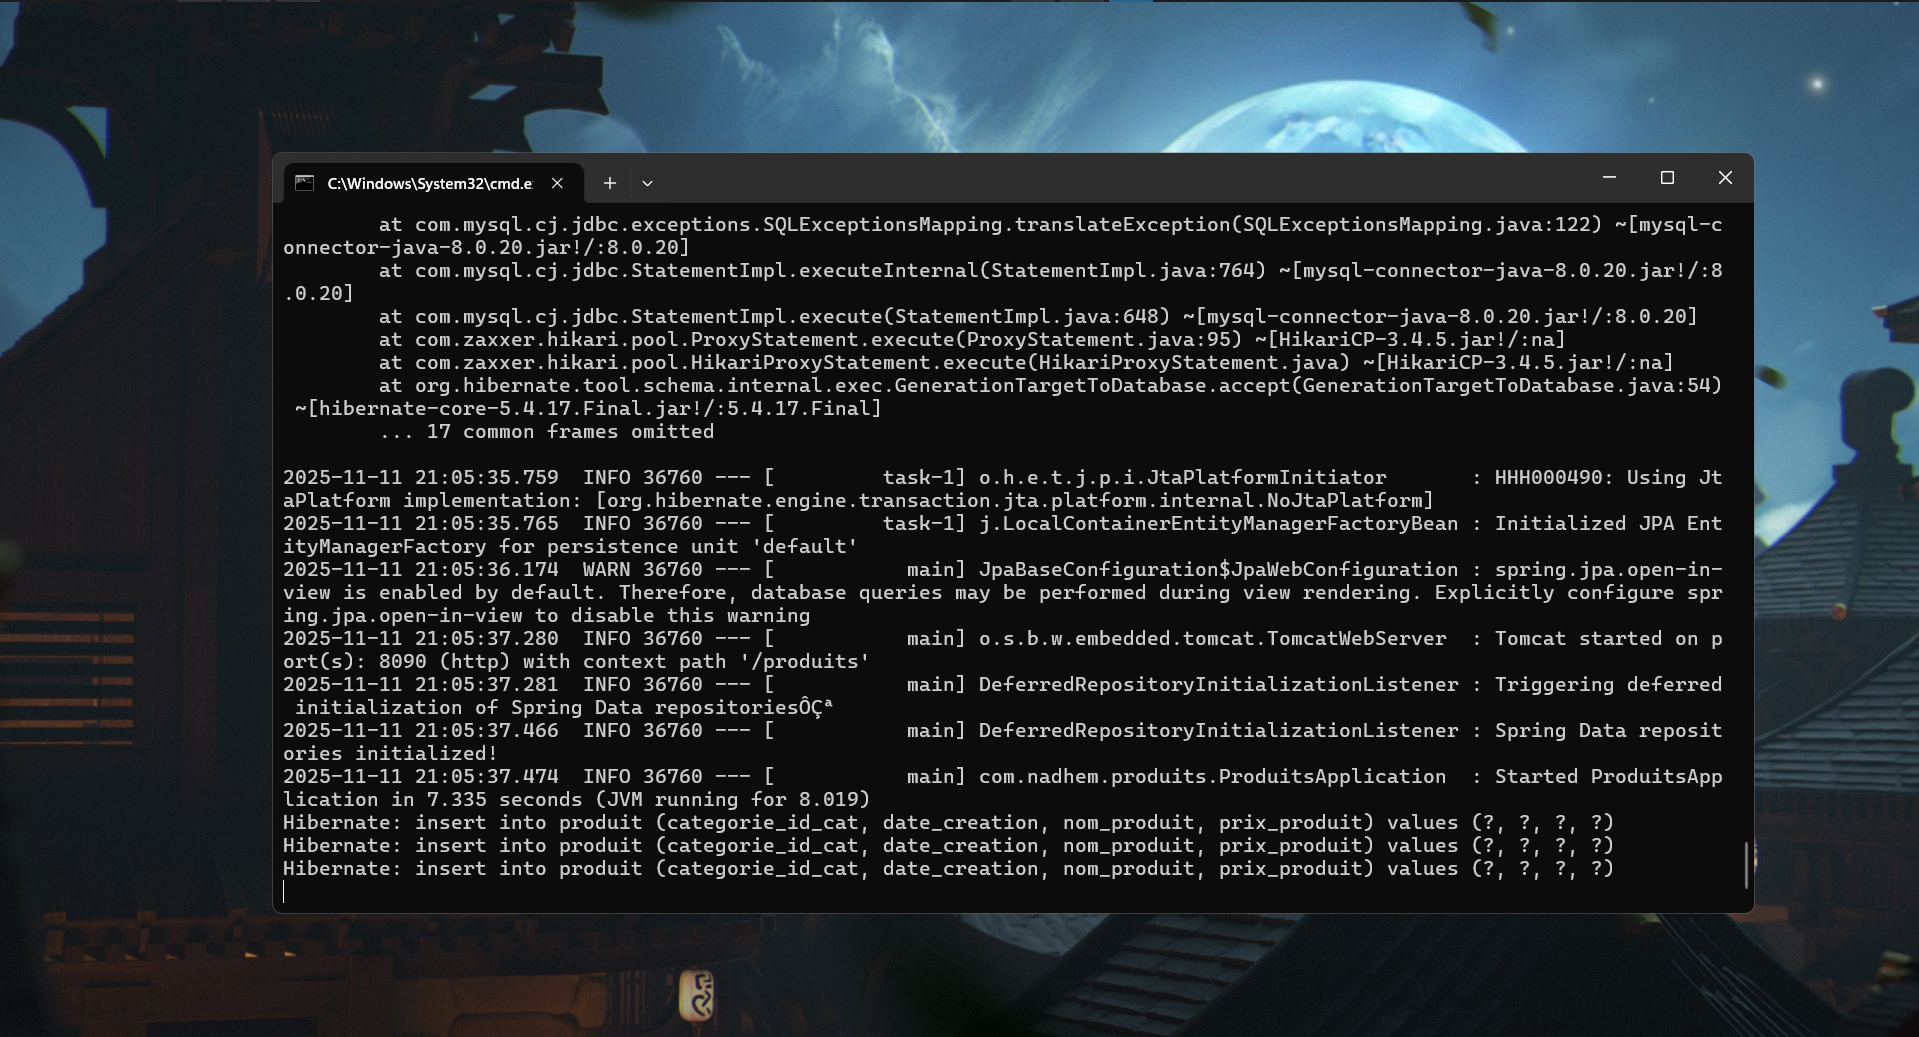 C:\Windows\System32\cmd.e
        at com.mysql.cj.jdbc.exceptions.SQLExceptionsMapping.translateException(SQLExceptionsMapping.java:122) ~[mysql-c
onnector-java-8.0.20.jar!/:8.0.20]
        at com.mysql.cj.jdbc.StatementImpl.executeInternal(StatementImpl.java:764) ~[mysql-connector-java-8.0.20.jar!/:8
.0.20]
        at com.mysql.cj.jdbc.StatementImpl.execute(StatementImpl.java:648) ~[mysql-connector-java-8.0.20.jar!/:8.0.20]
        at com.zaxxer.hikari.pool.ProxyStatement.execute(ProxyStatement.java:95) ~[HikariCP-3.4.5.jar!/:na]
        at com.zaxxer.hikari.pool.HikariProxyStatement.execute(HikariProxyStatement.java) ~[HikariCP-3.4.5.jar!/:na]
        at org.hibernate.tool.schema.internal.exec.GenerationTargetToDatabase.accept(GenerationTargetToDatabase.java:54)
 ~[hibernate-core-5.4.17.Final.jar!/:5.4.17.Final]
        ... 17 common frames omitted
2025-11-11 21:05:35.759  INFO 36760 --- [         task-1] o.h.e.t.j.p.i.JtaPlatformInitiator       : HHH000490: Using Jt
aPlatform implementation: [org.hibernate.engine.transaction.jta.platform.internal.NoJtaPlatform]
2025-11-11 21:05:35.765  INFO 36760 --- [         task-1] j.LocalContainerEntityManagerFactoryBean : Initialized JPA Ent
ityManagerFactory for persistence unit 'default'
2025-11-11 21:05:36.174  WARN 36760 --- [           main] JpaBaseConfiguration$JpaWebConfiguration : spring.jpa.open-in-
view is enabled by default. Therefore, database queries may be performed during view rendering. Explicitly configure spr
ing.jpa.open-in-view to disable this warning
2025-11-11 21:05:37.280  INFO 36760 --- [           main] o.s.b.w.embedded.tomcat.TomcatWebServer  : Tomcat started on p
ort(s): 8090 (http) with context path '/produits'
2025-11-11 21:05:37.281  INFO 36760 --- [           main] DeferredRepositoryInitializationListener : Triggering deferred
 initialization of Spring Data repositoriesÔÇª
2025-11-11 21:05:37.466  INFO 36760 --- [           main] DeferredRepositoryInitializationListener : Spring Data reposit
ories initialized!
2025-11-11 21:05:37.474  INFO 36760 --- [           main] com.nadhem.produits.ProduitsApplication  : Started ProduitsApp
lication in 7.335 seconds (JVM running for 8.019)
Hibernate: insert into produit (categorie_id_cat, date_creation, nom_produit, prix_produit) values (?, ?, ?, ?)
Hibernate: insert into produit (categorie_id_cat, date_creation, nom_produit, prix_produit) values (?, ?, ?, ?)
Hibernate: insert into produit (categorie_id_cat, date_creation, nom_produit, prix_produit) values (?, ?, ?, ?)